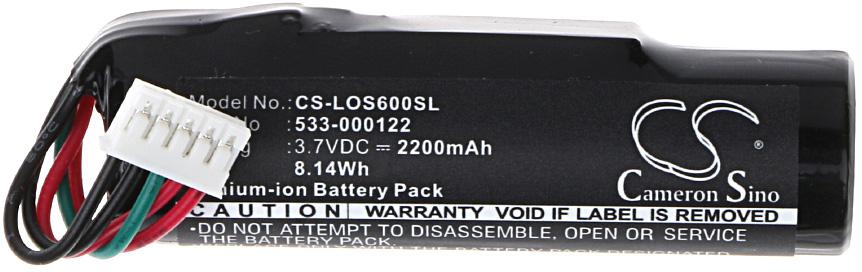 Model No.: CS-LOS600SL
: 533-000122
: 3.7VDC ⎓ 2200mAh
8.14Wh
Battery Pack
CS
Cameron Sino
CAUTION WARRANTY VOID IF LABEL IS REMOVED
•DO NOT ATTEMPT TO DISASSEMBLE, OPEN OR SERVICE
THE BATTERY PACK.